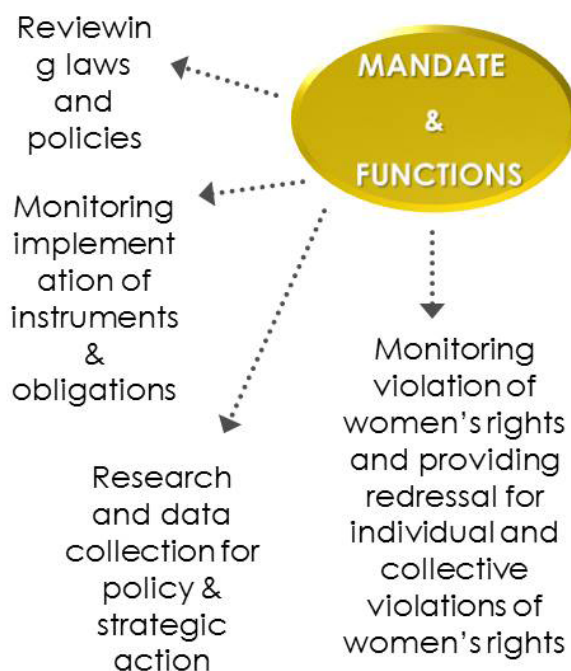 MANDATE
&
FUNCTIONS
Reviewin
g laws
and
policies
Monitoring
implement
ation of
instruments
&
obligations
Research
and data
collection for
policy &
strategic
action
Monitoring
violation of
women's rights
and providing
redressal for
individual and
collective
violations of
women's rights